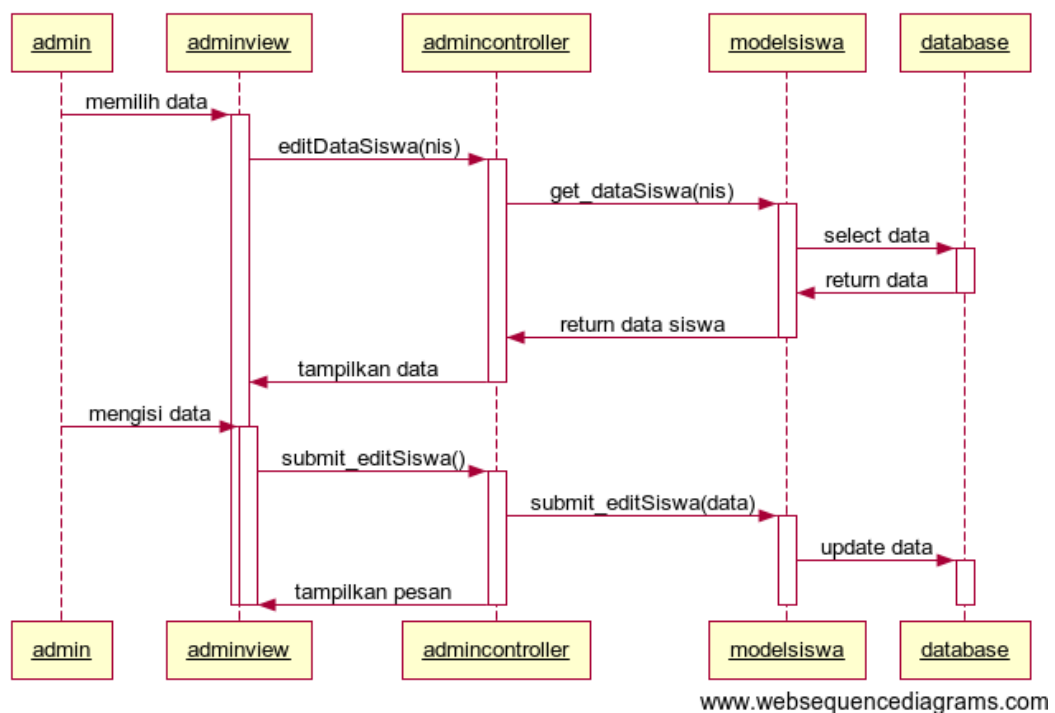 admin
adminview
admincontroller
modelsiswa
database
memilih data
editDataSiswa(nis)
get_dataSiswa(nis)
select data
return data
return data siswa
tampilkan data
mengisi data
submit_editSiswa()
submit_editSiswa(data)
update data
tampilkan pesan
admin
adminview
admincontroller
modelsiswa
database
www.websequencediagrams.com